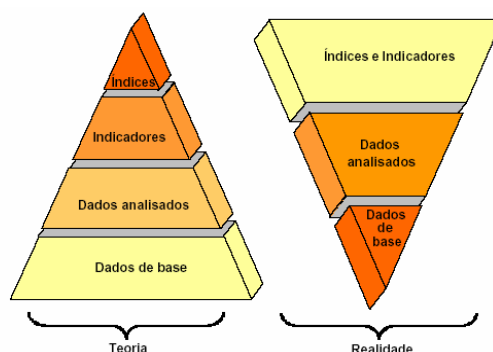 Índices
Indicadores
Dados analisados
Dados de base
Teoria
Índices e Indicadores
Dados
analisados
Dados
de
base
Realidade